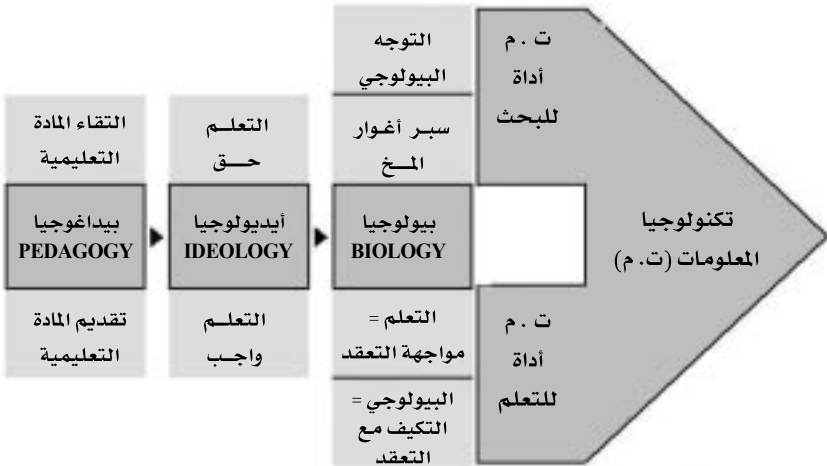 التوجه
البيولوجي
سبر أغوار
المخ
ت . م
أداة
للبحث
التقاء المادة
التعليمية
التعلم
حق
بيداغوجيا
PEDAGOGY
أيديولوجيا
IDEOLOGY
بيولوجيا
BIOLOGY
تكنولوجيا
المعلومات (ت. م)
تقديم المادة
التعليمية
التعلم
واجب
التعلم =
مواجهة التعقد
البيولوجي =
التكيف مع
التعقد
ت . م
أداة
للتعلم